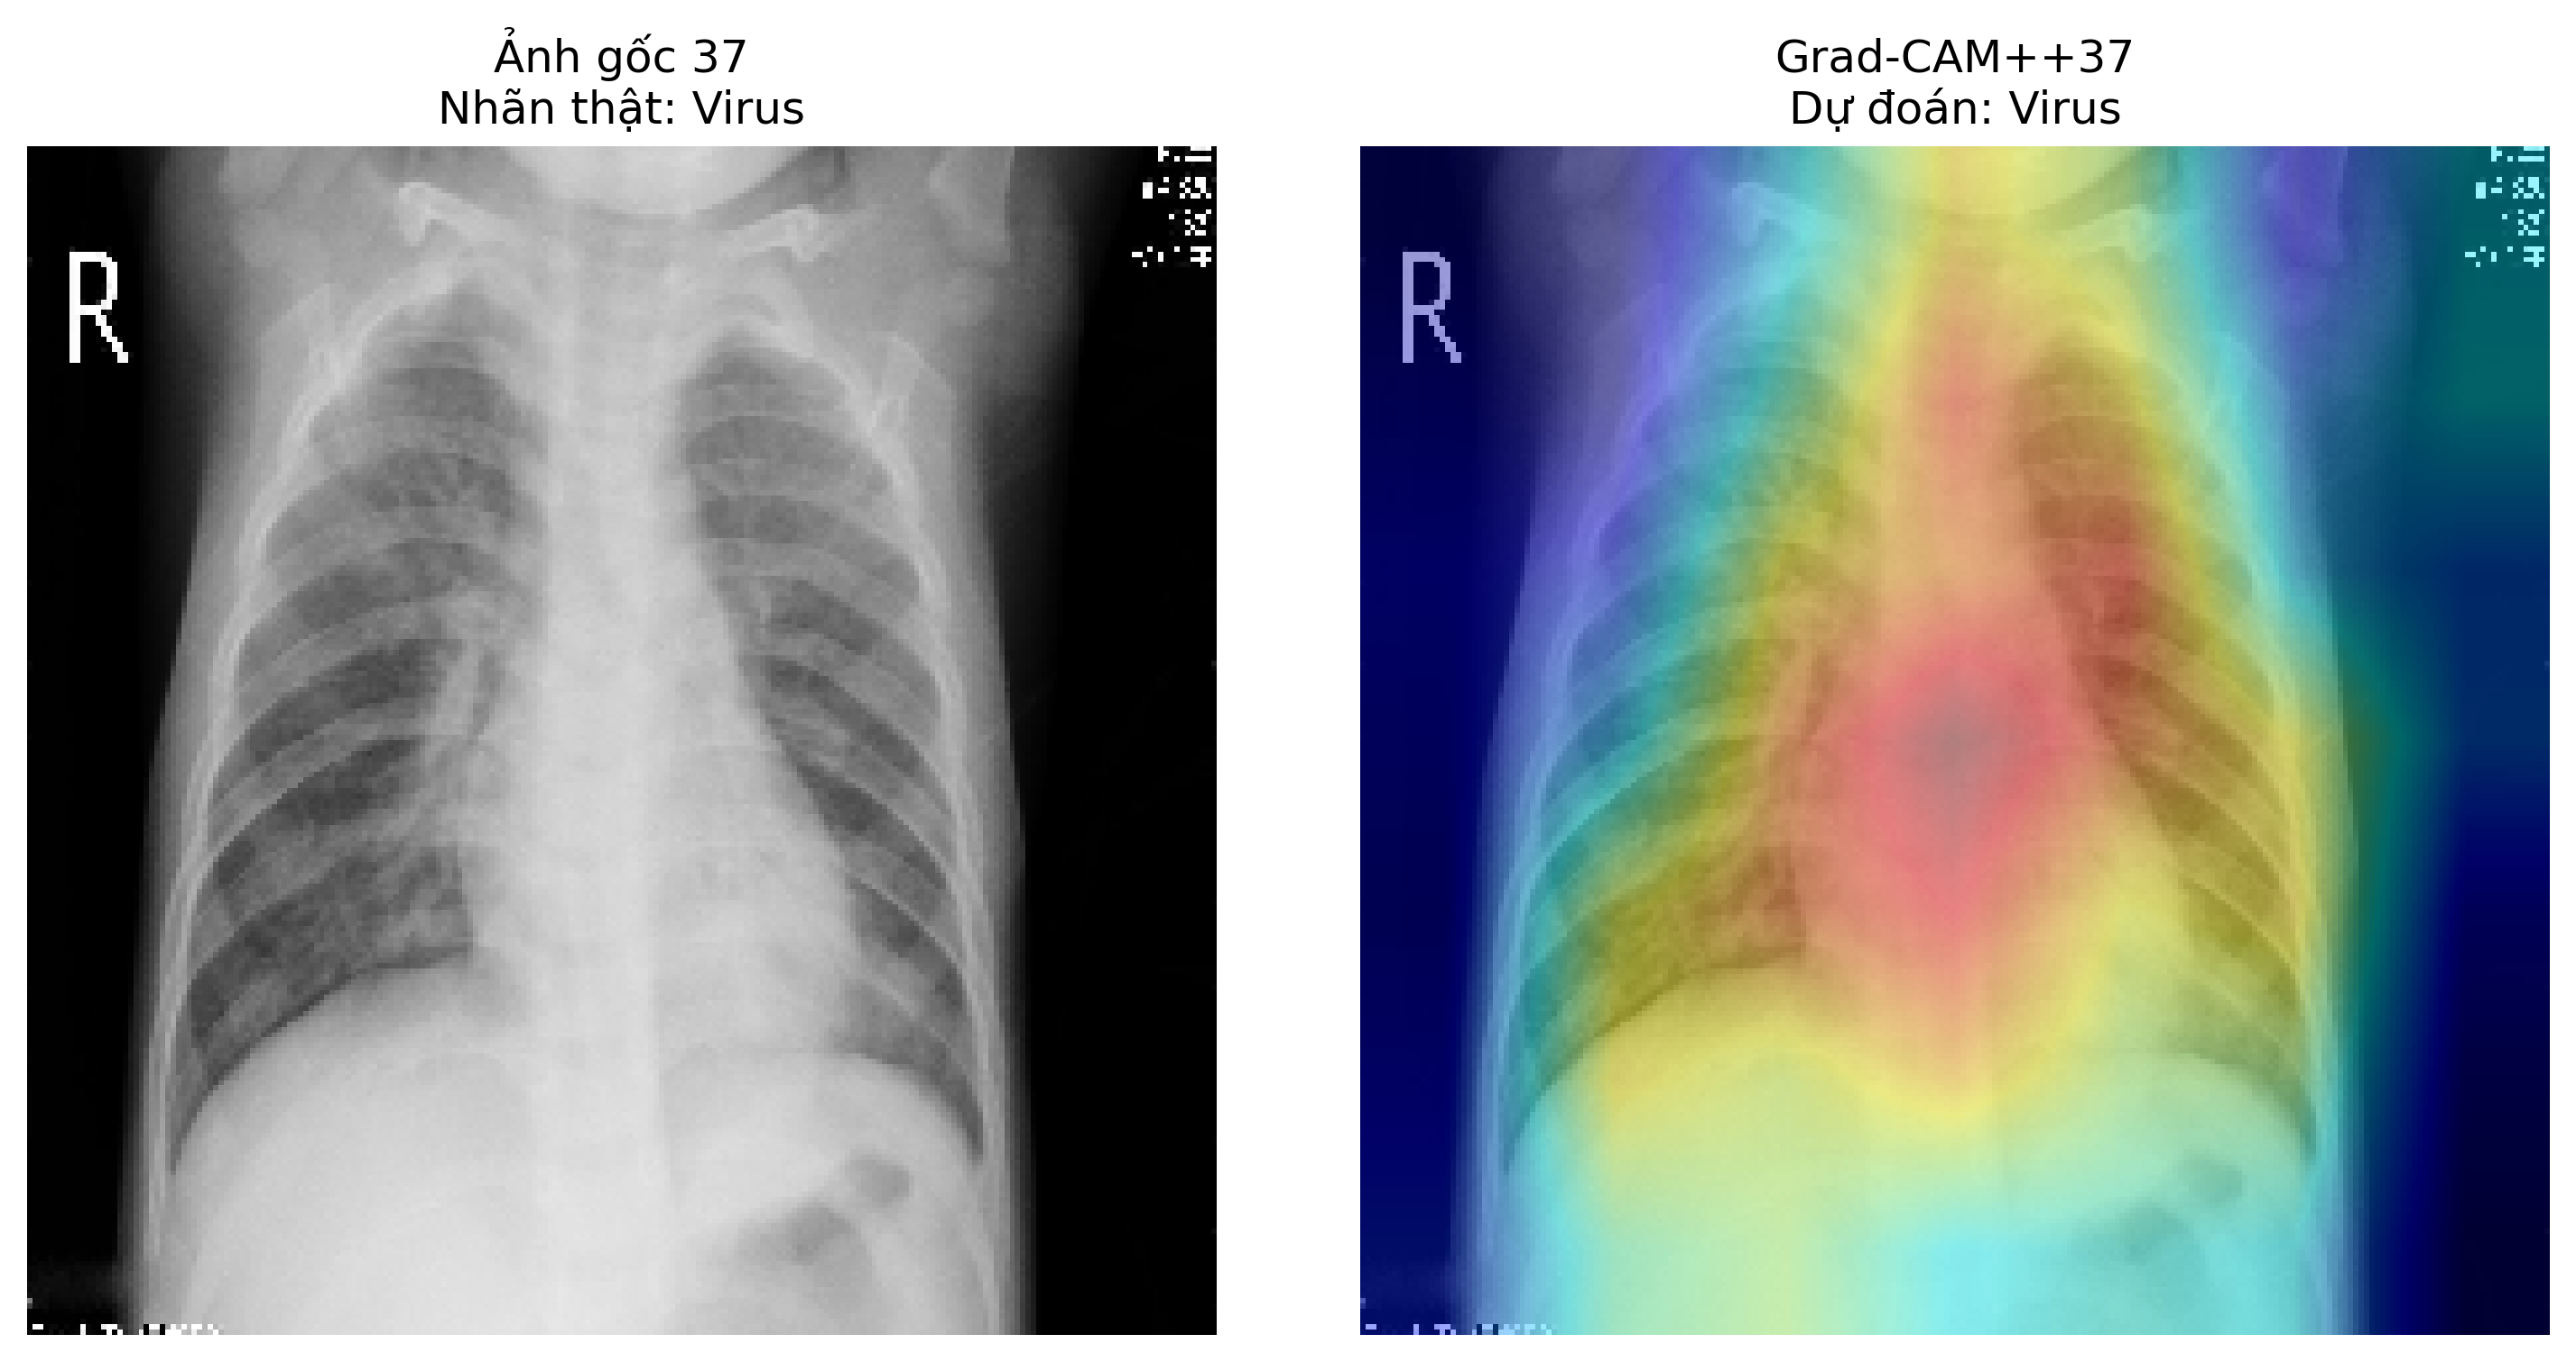 Ảnh gốc 37
Nhãn thật: Virus
Grad-CAM++37
Dự đoán: Virus
R
R